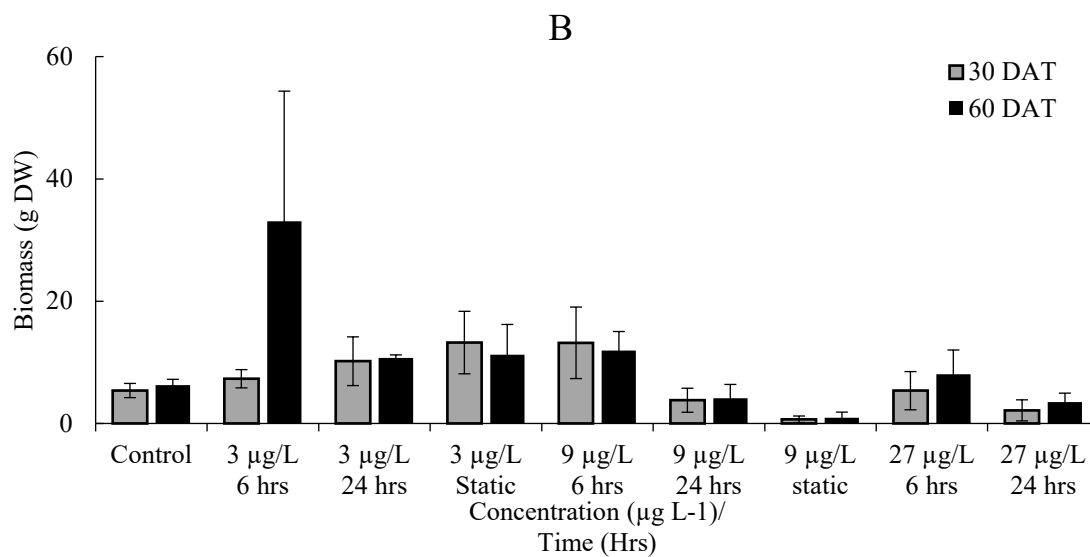 B
60
40
20
0
Biomass (g DW)
30 DAT
60 DAT
Control
3 µg/L
6 hrs
3 µg/L
24 hrs
3 µg/L
Static
9 µg/L
6 hrs
9 µg/L
24 hrs
9 µg/L
static
27 µg/L
6 hrs
27 µg/L
24 hrs
Concentration (µg L-1)/
Time (Hrs)